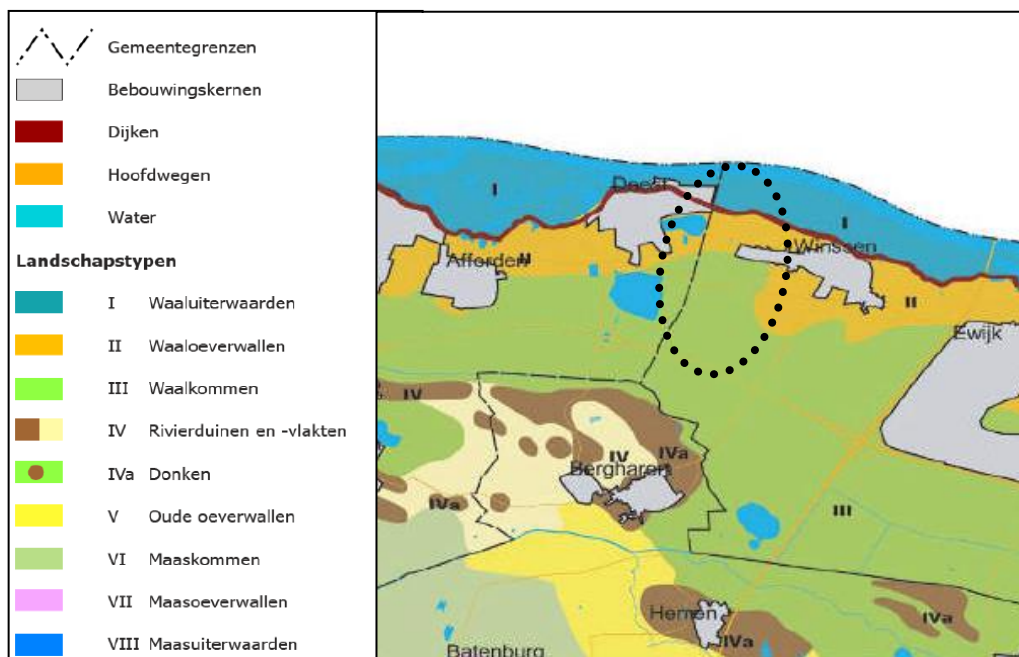 Gemeentegrenzen
Bebouwingskernen
Dijken
Hoofdwegen
Water
Landschapstypen
I Waaluiterwaarden
II Waaloeverwallen
III Waalkommen
IV Rivierduinen en -vlakten
IVa Donken
V Oude oeverwallen
VI Maaskommen
VII Maasoeverwallen
VIII Maasuiterwaarden
I
Deest
I
Winssen
Afferden
II
II
Ewijk
IV
IV
IVa
Bergharen
IVa
III
Hernen
IVa
IVa
Batenburg